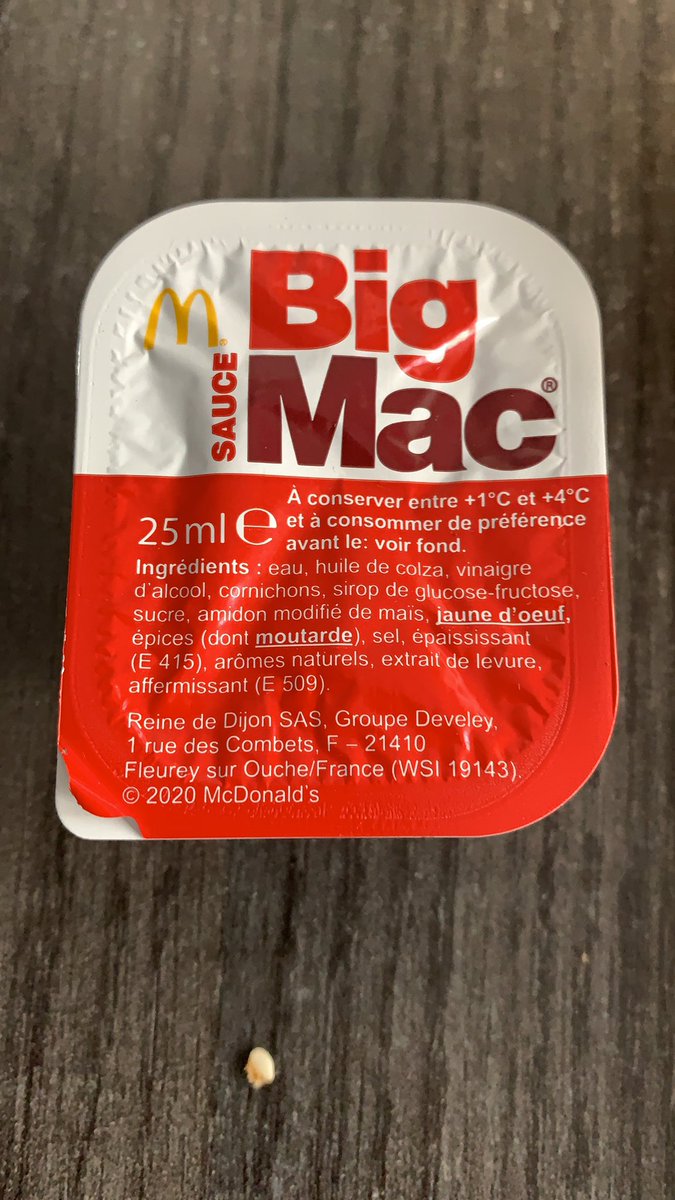 Big
Mac®
SAUCE®
25ml e
À conserver entre +1°C et +4°C
et à consommer de préférence
avant le: voir fond.
Ingrédients : eau, huile de colza, vinaigre
d'alcool, cornichons, sirop de glucose-fructose,
sucre, amidon modifié de maïs, jaune d'oeuf,
épices (dont moutarde), sel, épaississant
(E 415), arômes naturels, extrait de levure,
affermissant (E 509).
Reine de Dijon SAS, Groupe Develey,
1 rue des Combets, F – 21410
Fleurey sur Ouche/France (WSI 19143).
© 2020 McDonald's